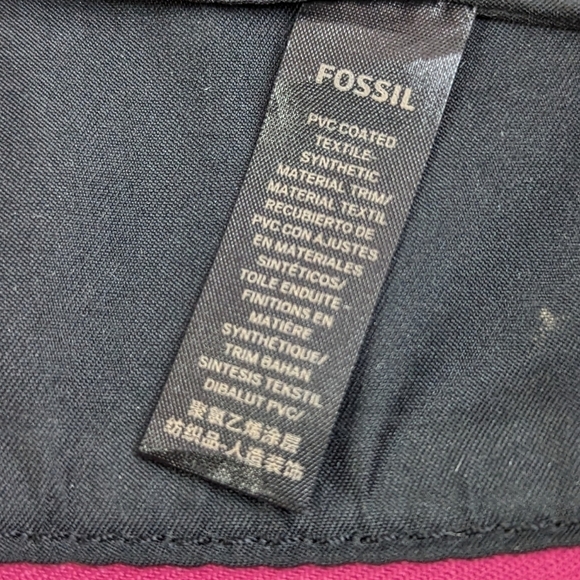 FOSSIL
PVC COATED
TEXTILE-
SYNTHETIC
MATERIAL TRIM/
MATERIAL TEXTIL
RECUBIERTO DE
PVC CON AJUSTES
EN MATERIALES
SINTÉTICOS/
TOILE ENDUITE-
FINITIONS EN
MATIÈRE
SYNTHÉTIQUE/
TRIM BAHAN
SINTESIS TEKSTIL
DIBALUT PVC/
聚氯乙烯涂层
纺织品-人造装饰